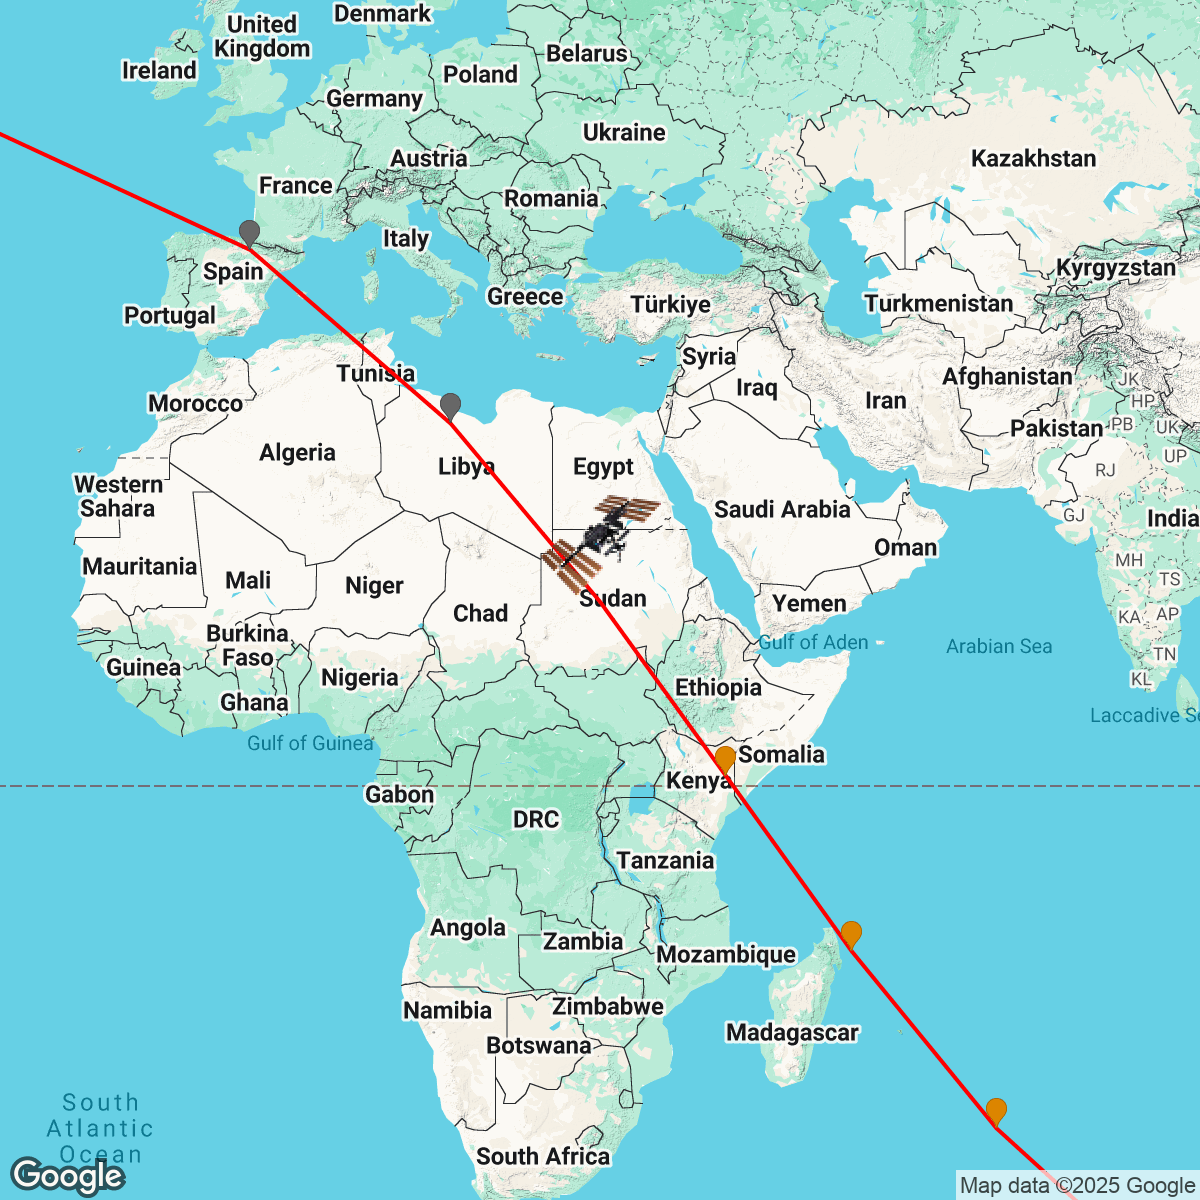 Denmark
United
Kingdom
Belarus
Ireland
Poland
Germany
Ukraine
Austria
Kazakhstan
France
Romania
Italy
Spain
Kyrgyzstan
Greece
Türkiye
Turkmenistan
Portugal
Syria
Tunisia
Iraq
Afghanistan
JK
HP
Morocco
Iran
Pakistan
PB
UK
Algeria
Libya
Egypt
UP
RJ
Western
Sahara
Saudi Arabia
GJ
India
Oman
Mauritania
Mali
Niger
MH
TS
Chad
Sudan
Yemen
KA
AP
Burkina
Faso
Gulf of Aden
Arabian Sea
TN
Guinea
Nigeria
Ethiopia
KL
Ghana
Laccadive Se
Gulf of Guinea
Somalia
Kenya
Gabon
DRC
Tanzania
Angola
Zambia
Mozambique
Namibia
Zimbabwe
Madagascar
Botswana
South
Atlantic
Ocean
South Africa
Google
Map data ©2025 Google